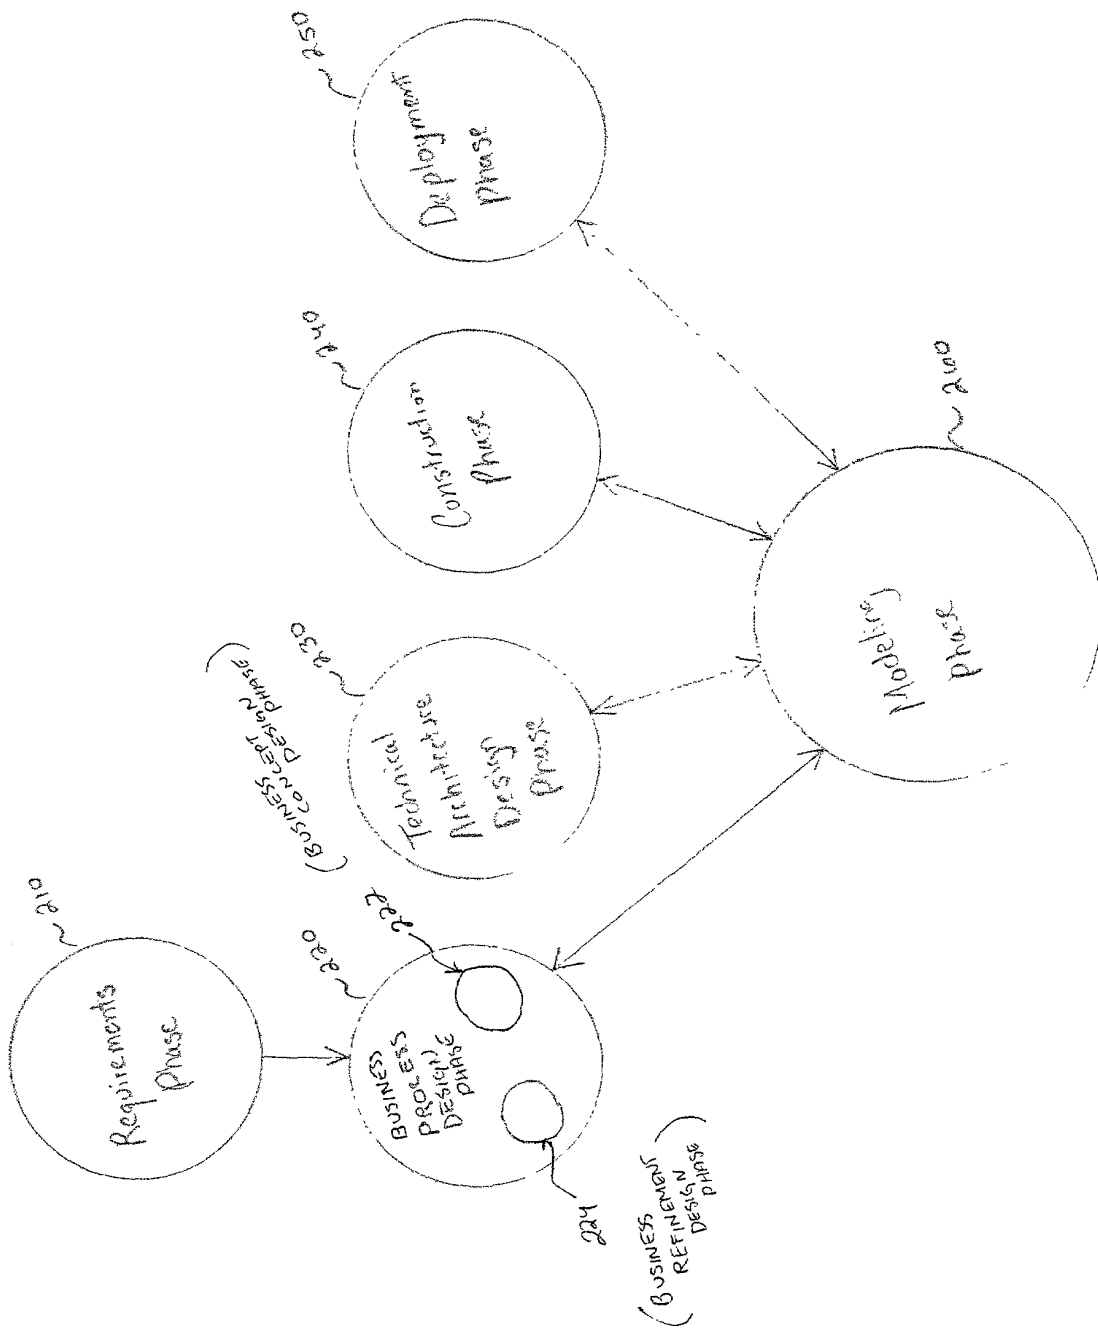 210
Requirements
Phase
220
BUSINESS
PROCESS
DESIGN
PHASE
222
(BUSINESS
CONCEPT
DESIGN
PHASE)
224
(BUSINESS
REFINEMENT
DESIGN
PHASE)
230
Technical
Architecture
Design
Phase
240
Construction
Phase
250
Deployment
Phase
Modeling
Phase